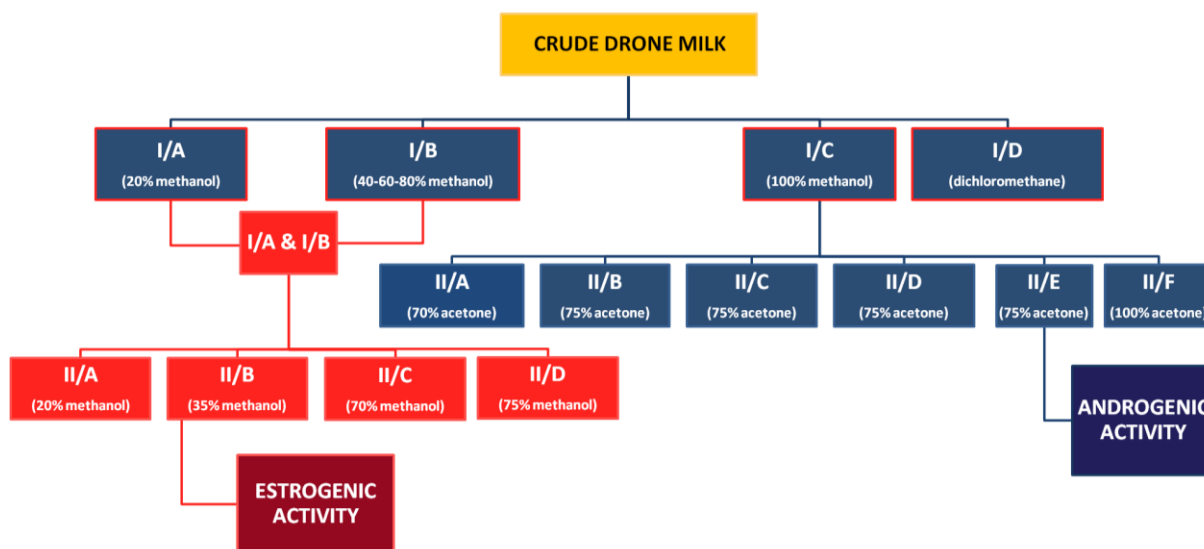 CRUDE DRONE MILK
I/A
(20% methanol)
I/B
(40-60-80% methanol)
I/C
(100% methanol)
I/D
(dichloromethane)
I/A & I/B
II/A
(70% acetone)
II/B
(75% acetone)
II/C
(75% acetone)
II/D
(75% acetone)
II/E
(75% acetone)
II/F
(100% acetone)
II/A
(20% methanol)
II/B
(35% methanol)
II/C
(70% methanol)
II/D
(75% methanol)
ANDROGENIC
ACTIVITY
ESTROGENIC
ACTIVITY